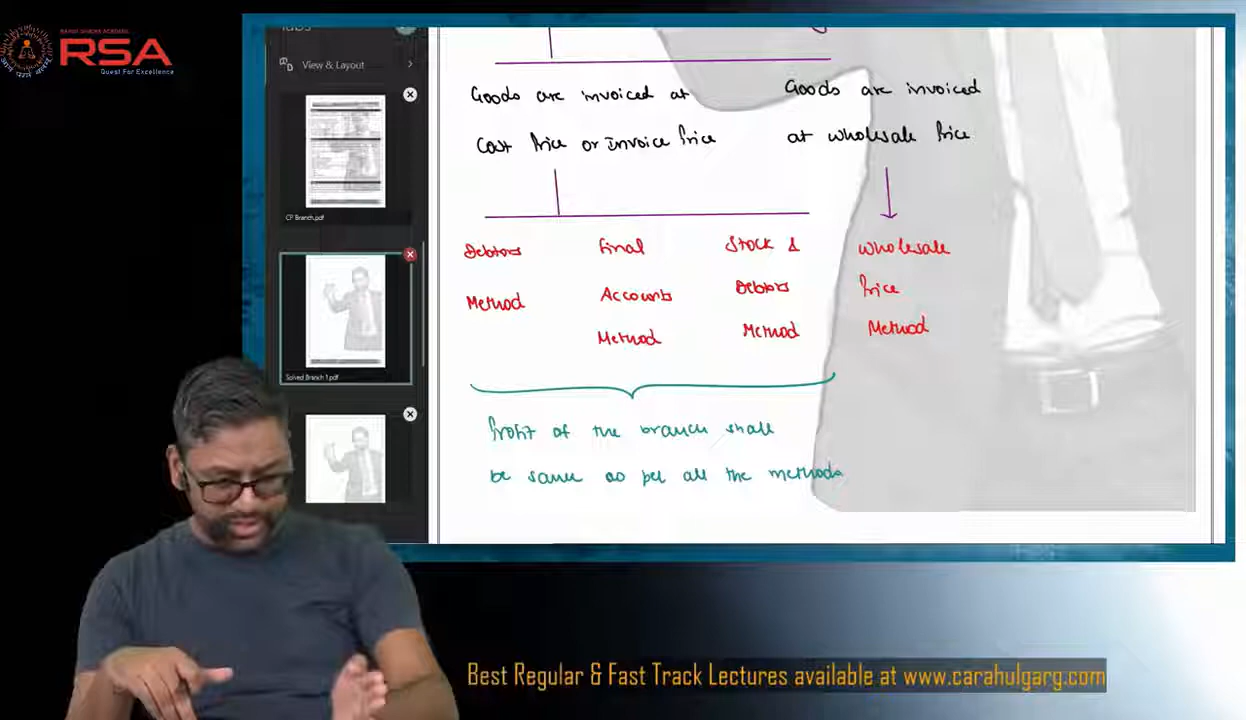 RSA
Quest For Excellence
View & Layout
CP Branch.pdf
Solved Branch 1.pdf
Goods are invoiced at
Cost Price or Invoice Price
Goods are invoiced
at wholesale Price
Debtors
Method
Final
Accounts
Method
Stock &
Debtors
Method
Wholesale
Price
Method
Profit of the branch shall
be same as per all the methods
Best Regular & Fast Track Lectures available at www.carahulgarg.com